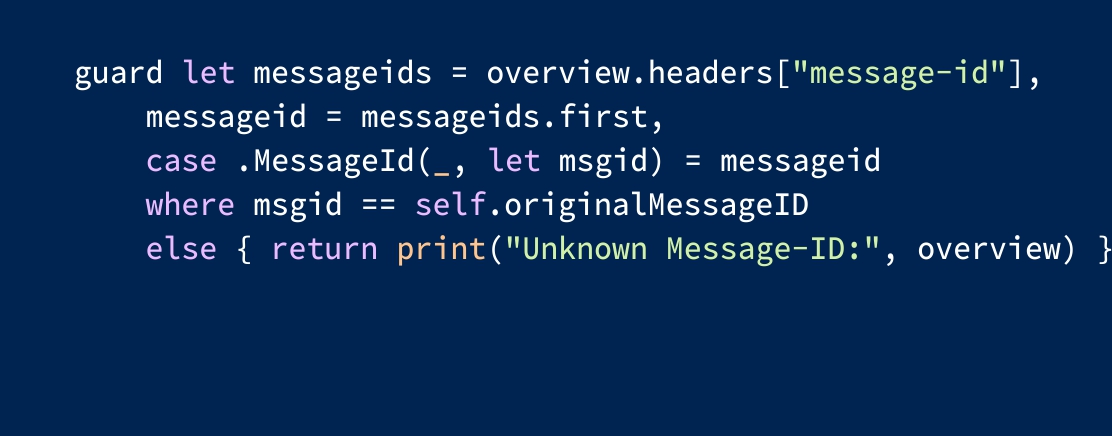 guard let messageids = overview.headers["message-id"],
    messageid = messageids.first,
    case .MessageId(_, let msgid) = messageid
    where msgid == self.originalMessageID
    else { return print("Unknown Message-ID:", overview) }